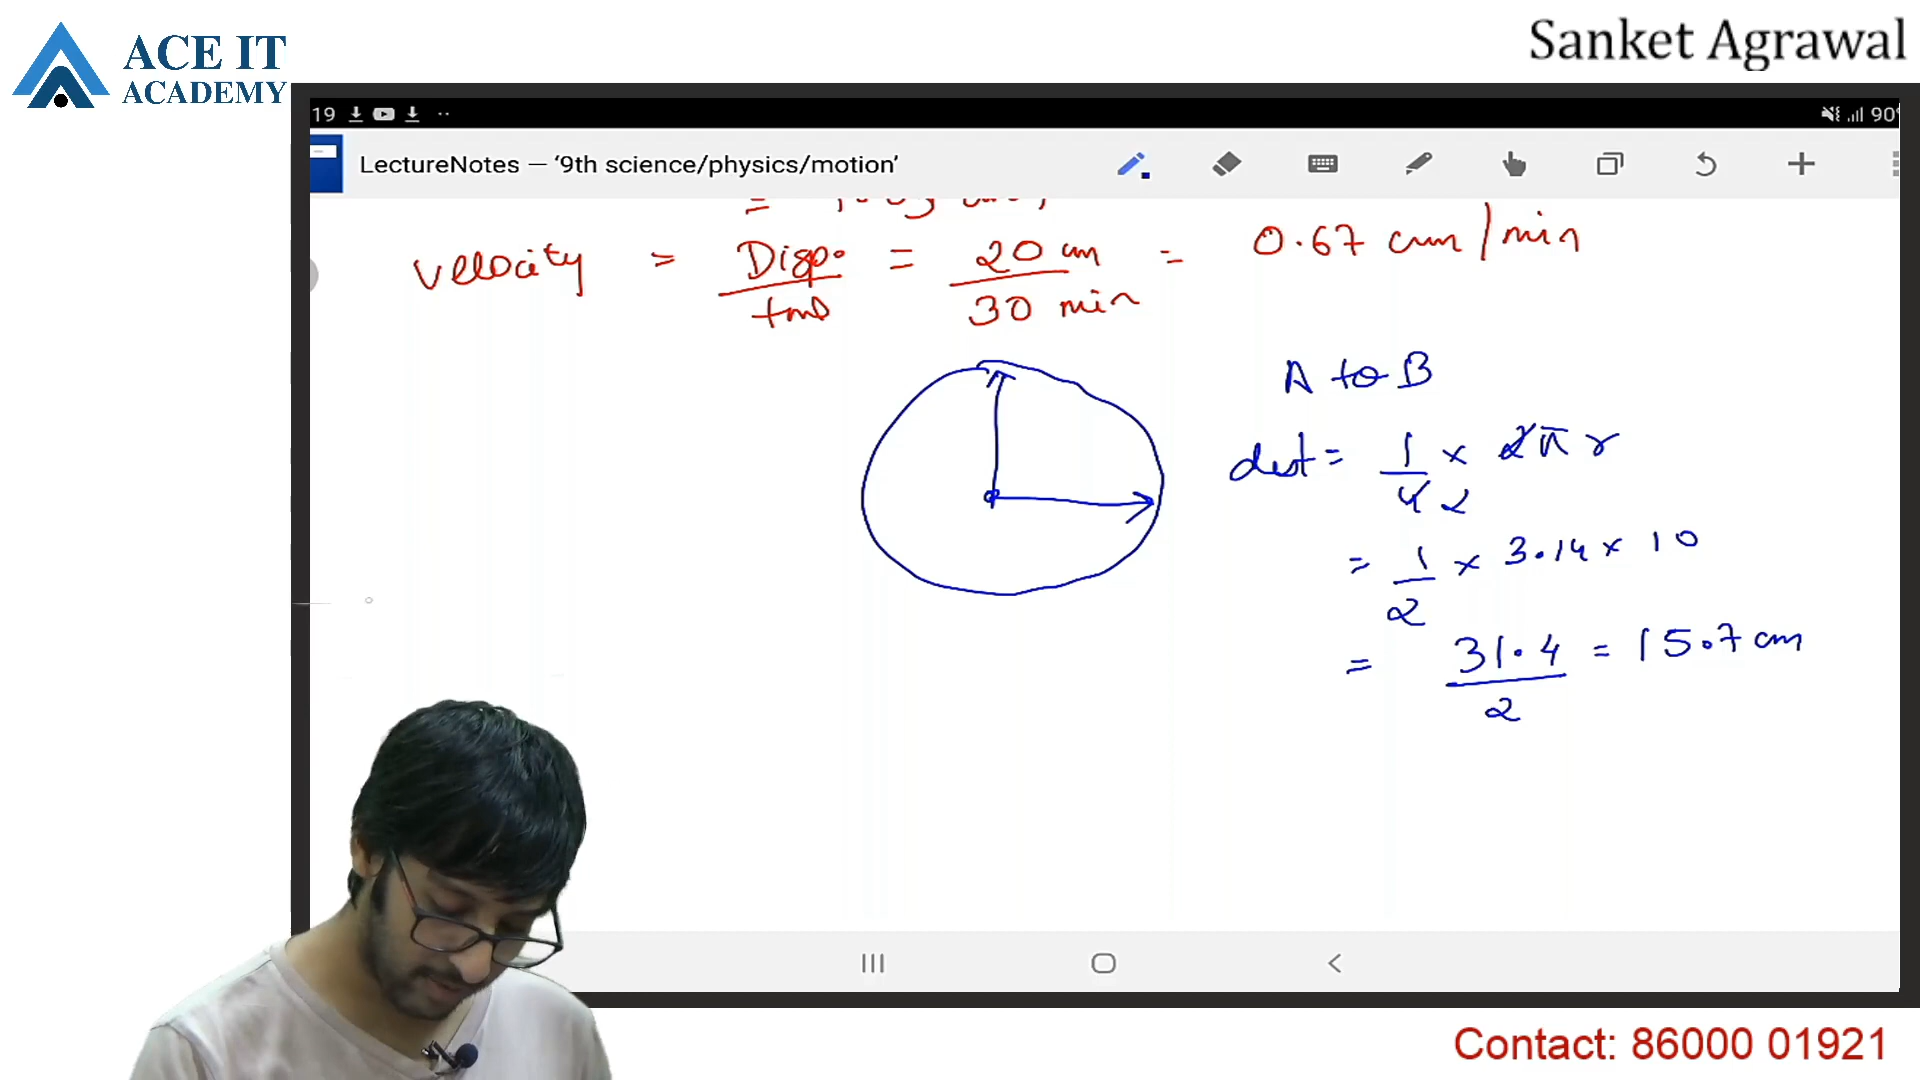 ACE IT
ACADEMY
Sanket Agrawal
19
90
LectureNotes — ‘9th science/physics/motion’
velocity = Disp. / = 20 cm / 30 min = 0.67 cm/min
A to B
dist = 1/4 2 × 2πr
= 1/2 × 3.14 × 10
= 31.4/2 = 15.7 cm
Contact: 86000 01921